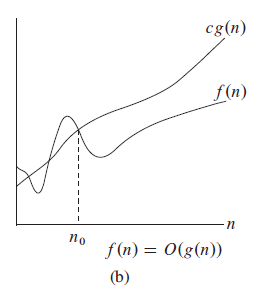 cg(n)
f(n)
n
n₀
f(n) = O(g(n))
(b)